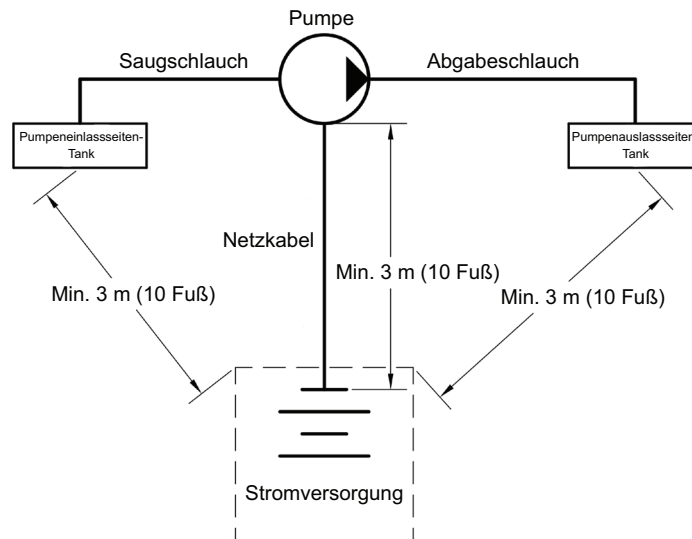 Pumpe
Saugschlauch
Abgabeschlauch
Pumpeneinlassseiten-
Tank
Pumpenauslassseiten
Tank
Netzkabel
Min. 3 m (10 Fuß)
Min. 3 m (10 Fuß)
Min. 3 m (10 Fuß)
Stromversorgung